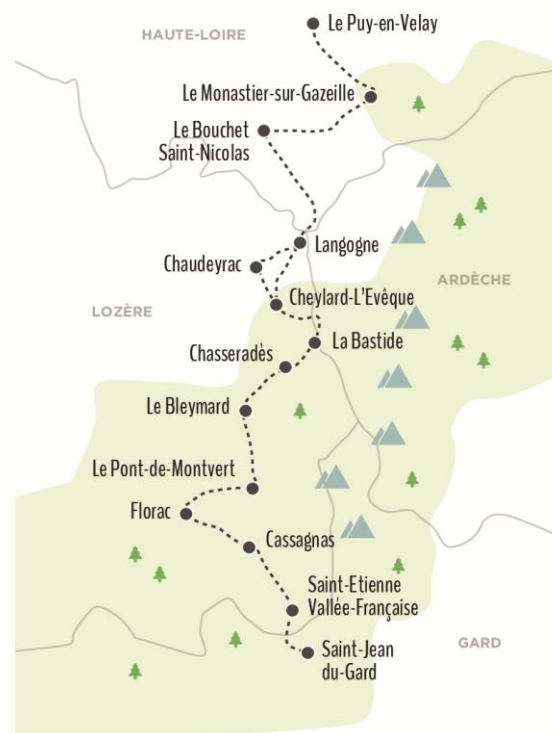 Le Puy-en-Velay
HAUTE-LOIRE
Le Monastier-sur-Gazeille
Le Bouchet
Saint-Nicolas
Langogne
Chaudeyrac
ARDÈCHE
Cheylard-L'Evêque
LOZÈRE
La Bastide
Chasseradès
Le Bleymard
Le Pont-de-Montvert
Florac
Cassagnas
Saint-Etienne
Vallée-Française
GARD
Saint-Jean
du-Gard